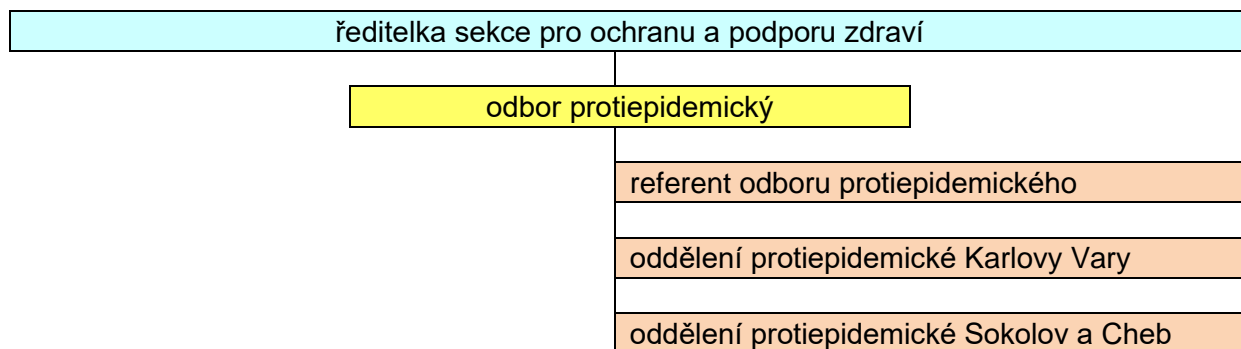 ředitelka sekce pro ochranu a podporu zdraví
odbor protiepidemický
referent odboru protiepidemického
oddělení protiepidemické Karlovy Vary
oddělení protiepidemické Sokolov a Cheb